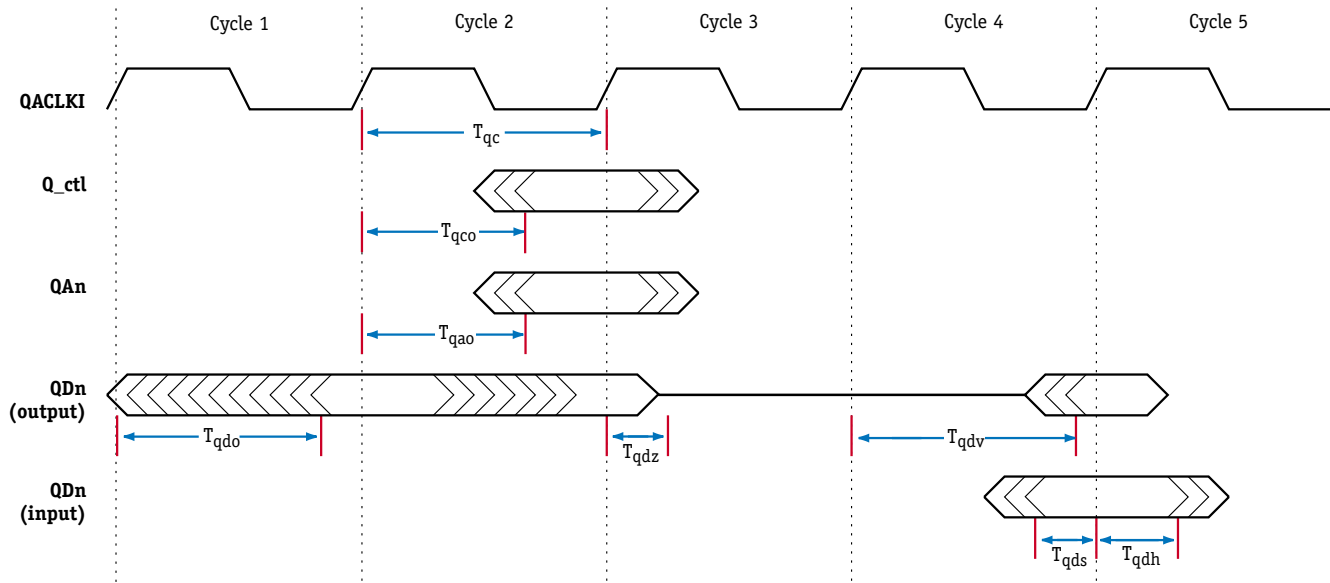 Cycle 1 Cycle 2 Cycle 3 Cycle 4 Cycle 5
QACLKI
Tqc
Q_ctl
Tqco
QAn
Tqao
QDn
(output)
Tqdo Tqdz Tqdv
QDn
(input)
Tqds Tqdh